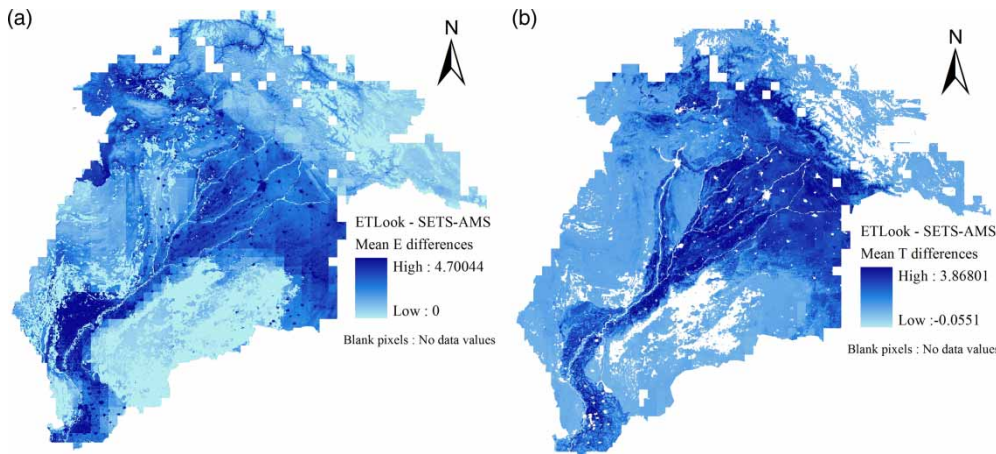 (a)
N
ETLook - SETS-AMS
Mean E differences
High : 4.70044
Low : 0
Blank pixels : No data values
(b)
N
ETLook - SETS-AMS
Mean T differences
High : 3.86801
Low : -0.0551
Blank pixels : No data values